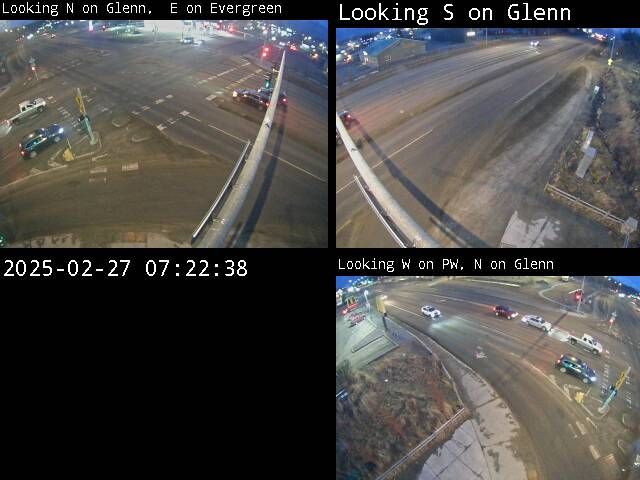 Looking N on Glenn,  E on Evergreen
Looking S on Glenn
2025-02-27 07:22:38
Looking W on PW, N on Glenn